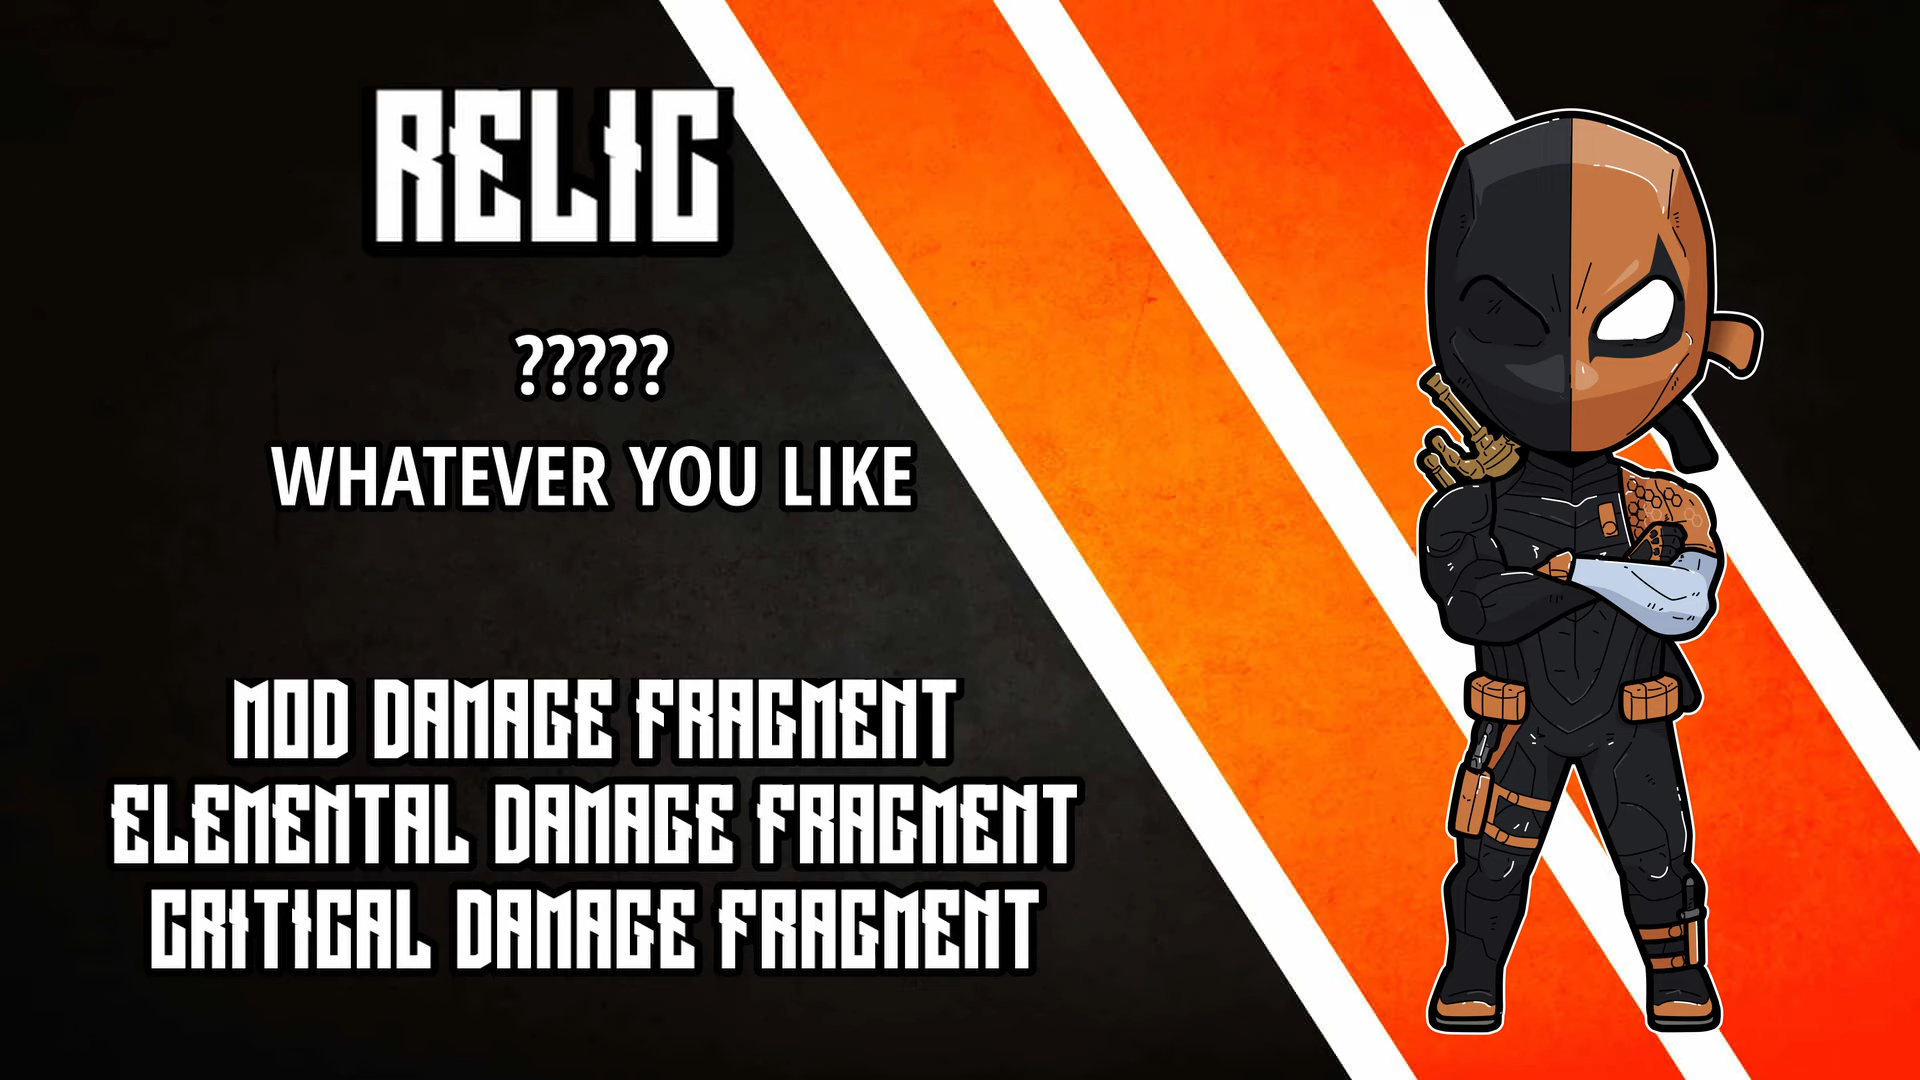 RELIC
?????
WHATEVER YOU LIKE
MOD DAMAGE FRAGMENT
ELEMENTAL DAMAGE FRAGMENT
CRITICAL DAMAGE FRAGMENT